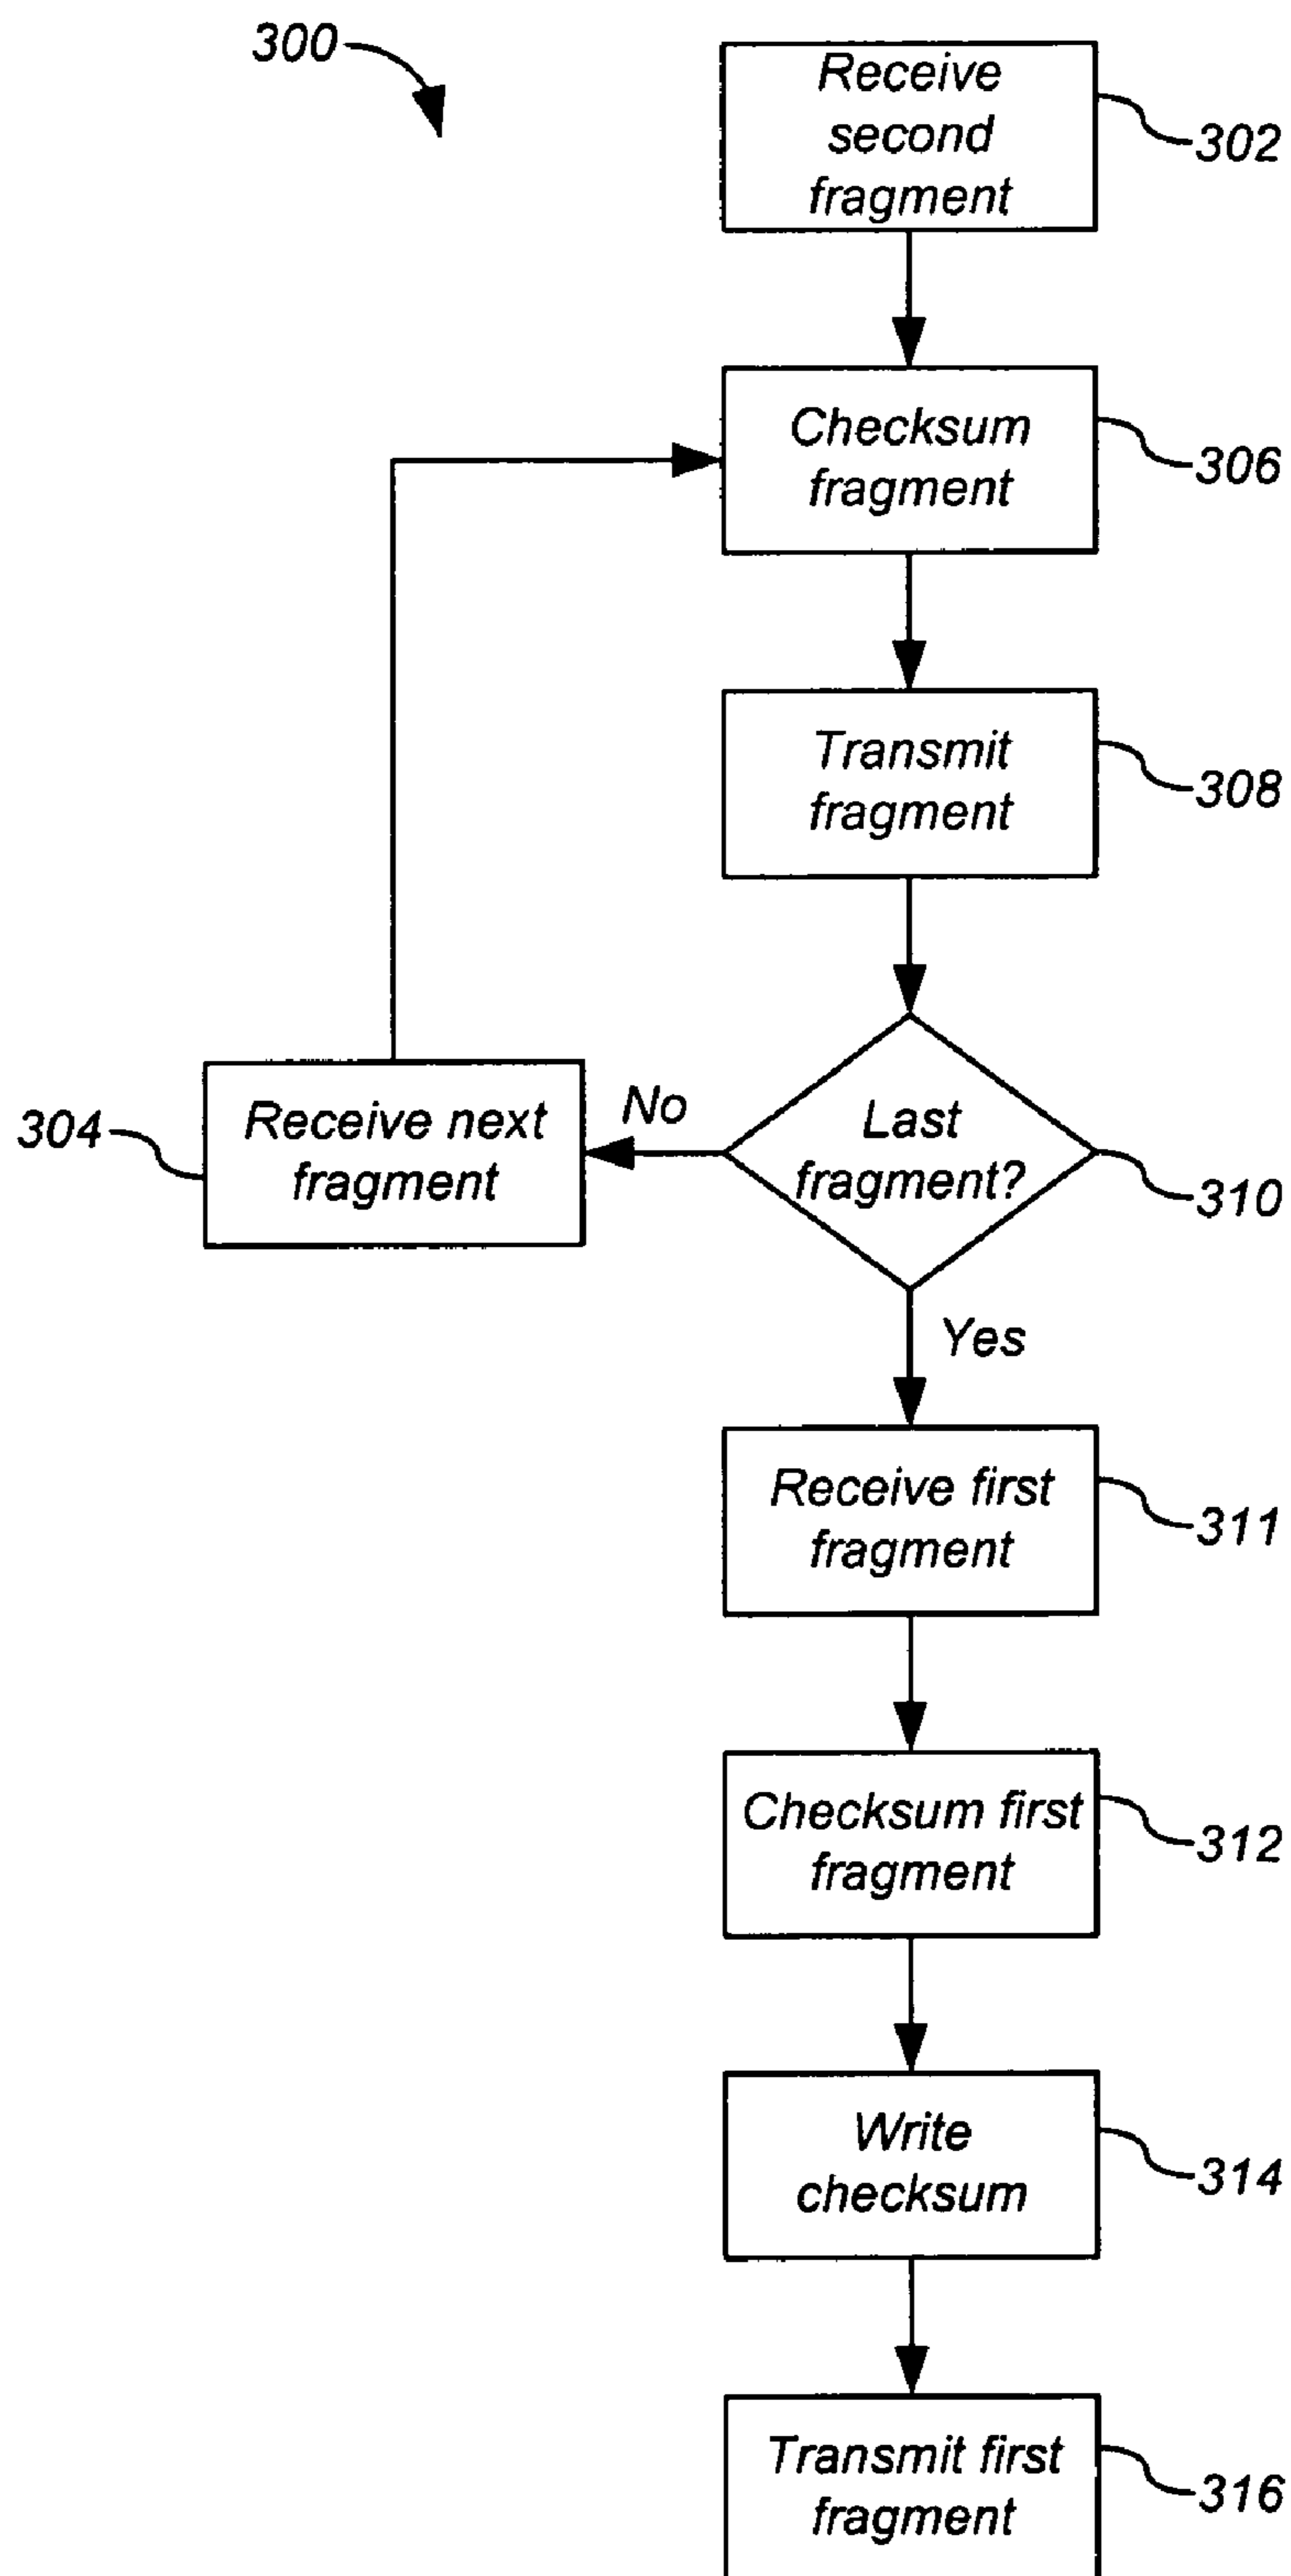 300
Receive
second
fragment
302
Checksum
fragment
306
Transmit
fragment
308
Last
fragment?
310
No
Receive next
fragment
304
Yes
Receive first
fragment
311
Checksum first
fragment
312
Write
checksum
314
Transmit first
fragment
316